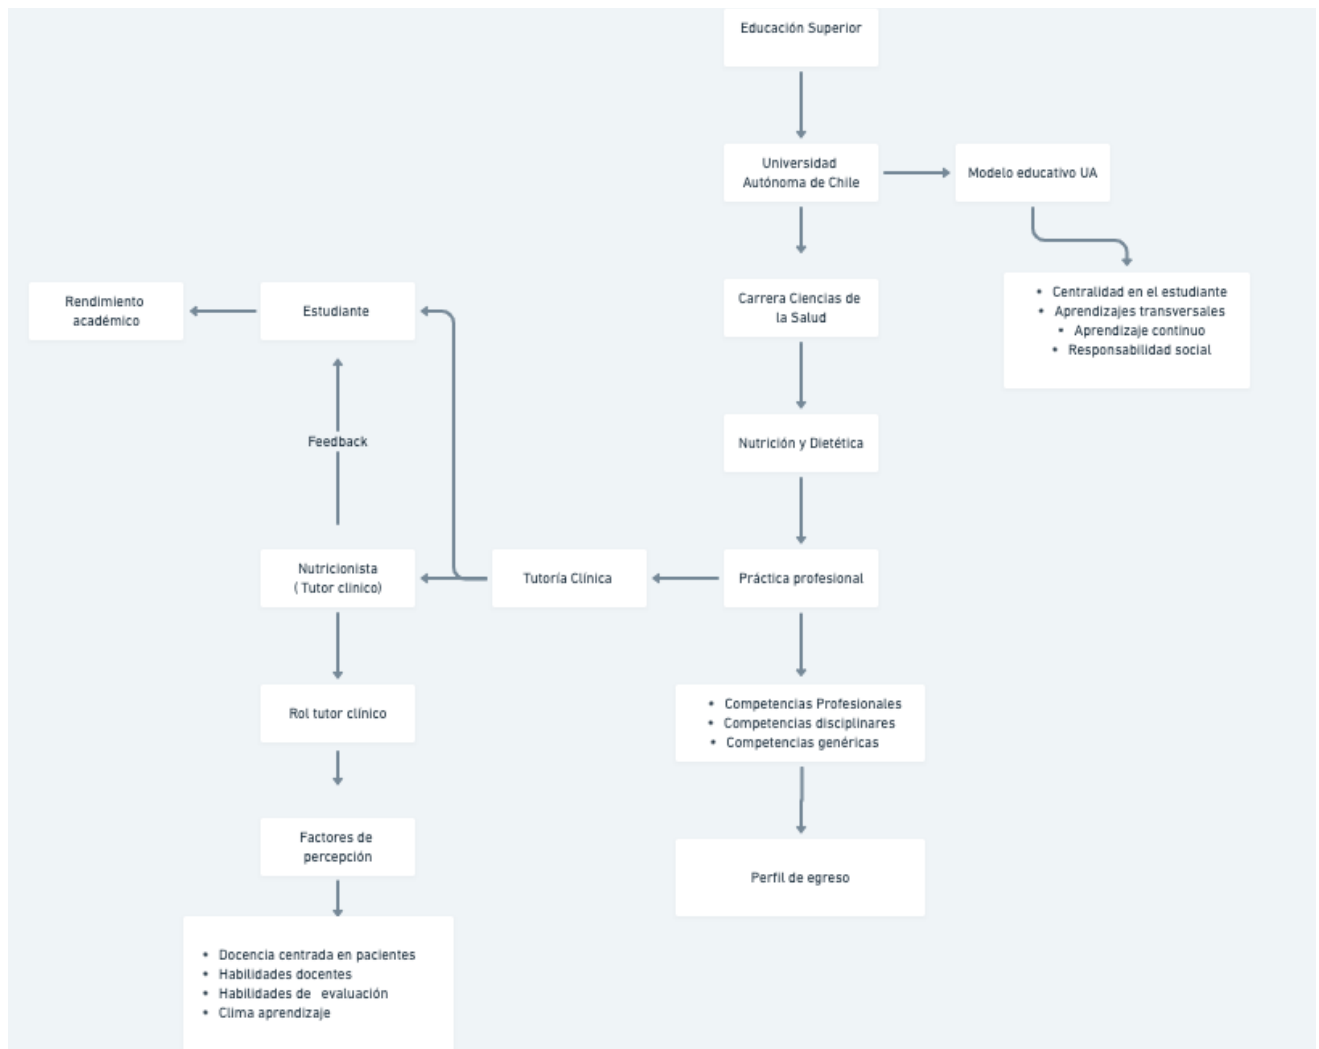 Educación Superior
Universidad
Autónoma de Chile
Modelo educativo UA
• Centralidad en el estudiante
• Aprendizajes transversales
• Aprendizaje continuo
• Responsabilidad social
Carrera Ciencias de
la Salud
Rendimiento
académico
Estudiante
Feedback
Nutrición y Dietética
Nutricionista
( Tutor clínico)
Tutoría Clínica
Práctica profesional
Rol tutor clínico
• Competencias Profesionales
• Competencias disciplinares
• Competencias genéricas
Factores de
percepción
Perfil de egreso
• Docencia centrada en pacientes
• Habilidades docentes
• Habilidades de evaluación
• Clima aprendizaje